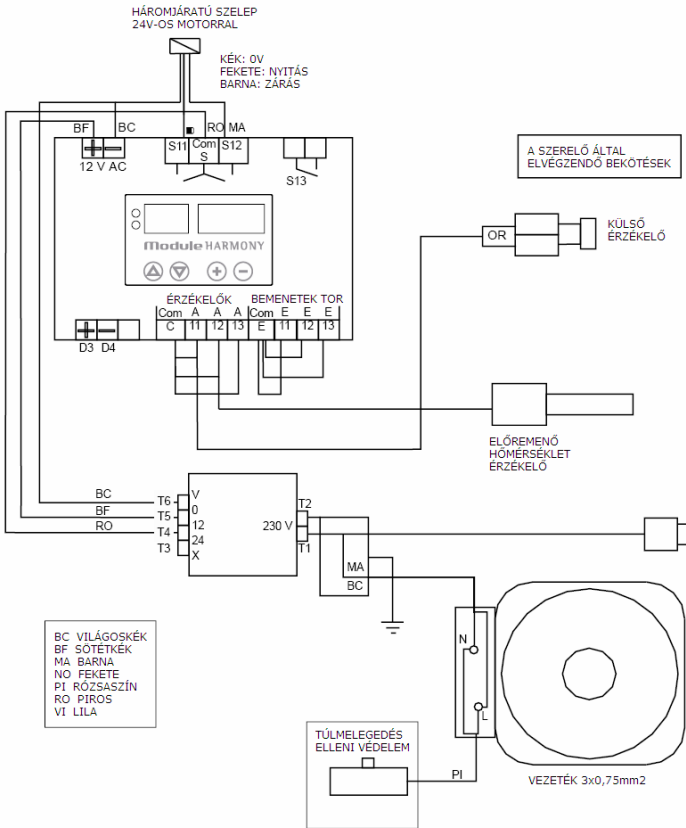 HÁROMJÁRATÚ SZELEP
24V-OS MOTORRAL
KÉK: 0V
FEKETE: NYITÁS
BARNA: ZÁRÁS
BF
BC
RO MA
12 V AC
S11
Com
S
S12
S13
A SZERELŐ ÁLTAL
ELVÉGZENDŐ BEKÖTÉSEK
Module HARMONY
OR
KÜLSŐ
ÉRZÉKELŐ
ÉRZÉKELŐK
BEMENETEK TOR
Com A A A Com E E E
C 11 12 13 E 11 12 13
D3 D4
ELŐREMENŐ
HŐMÉRSÉKLET
ÉRZÉKELŐ
BC
BF
RO
T6
T5
T4
T3
V
0
12
24
X
230 V
T2
T1
MA
BC
N
L
BC VILÁGOSKÉK
BF SÖTÉTKÉK
MA BARNA
NO FEKETE
PI RÓZSASZÍN
RO PIROS
VI LILA
TÚLMELEGEDÉS
ELLENI VÉDELEM
PI
VEZETÉK 3x0,75mm2